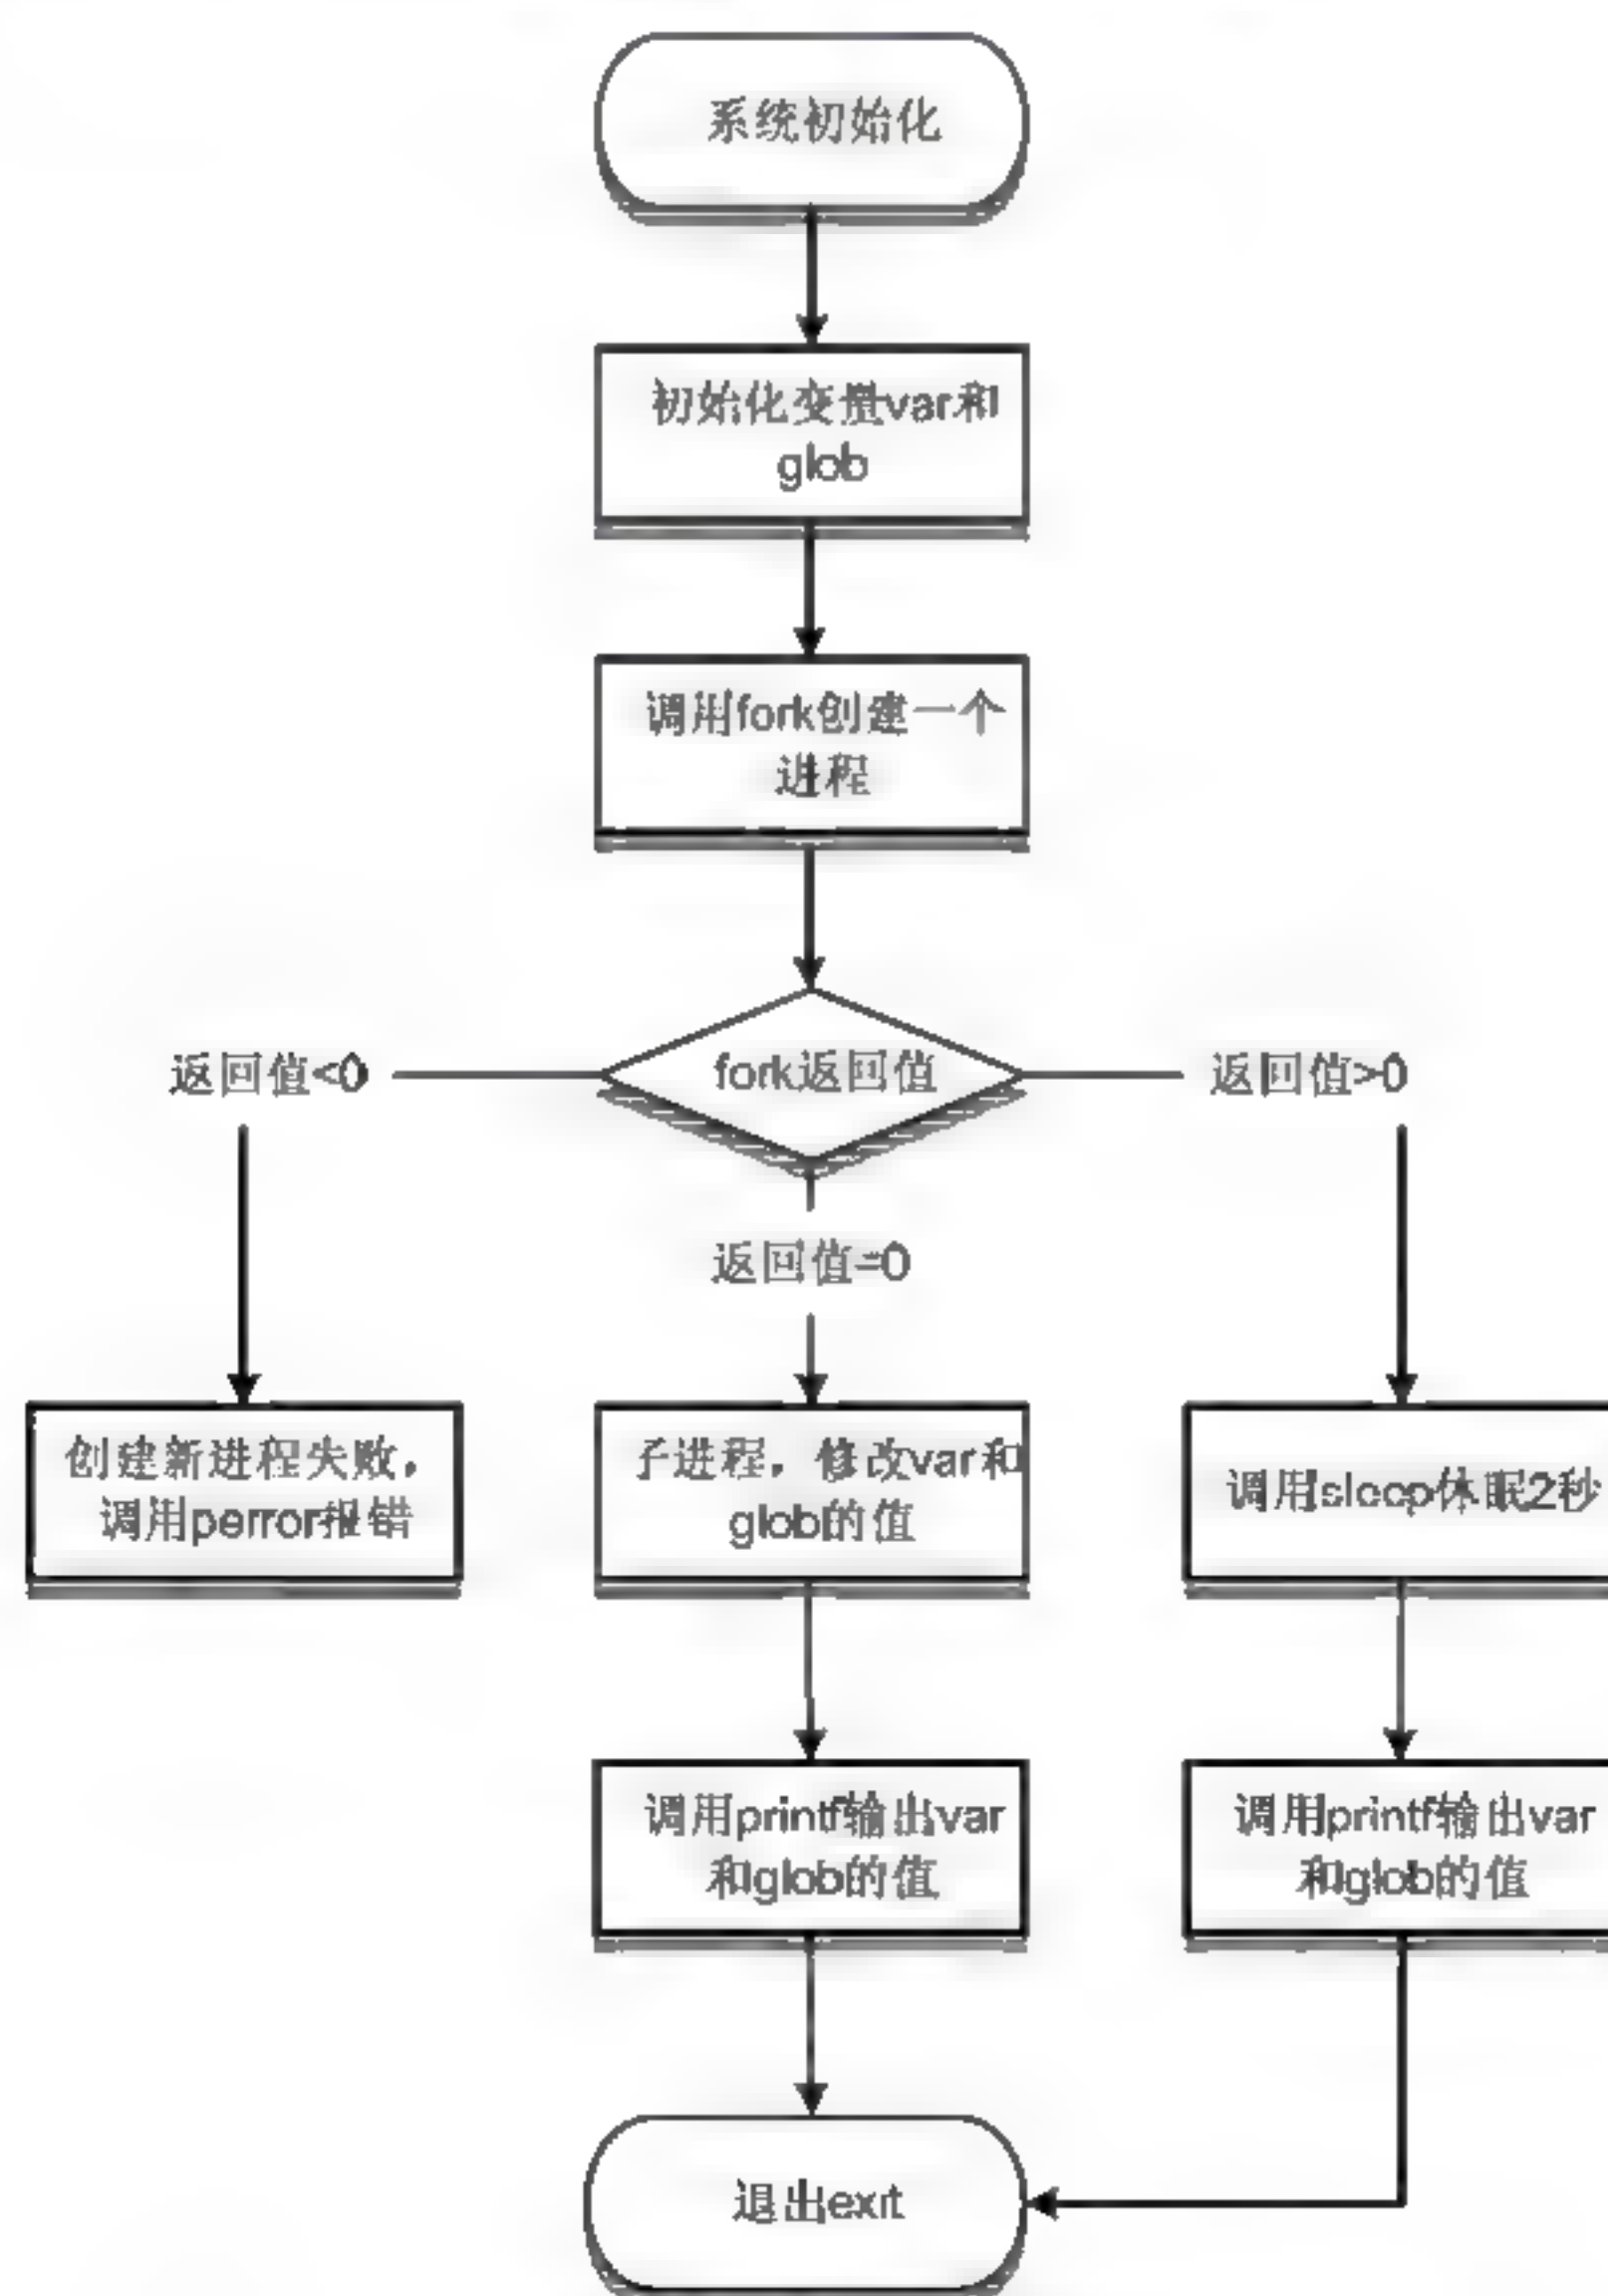 系统初始化
初始化变量var和
glob
调用fork创建一个
进程
fork返回值
返回值<0
返回值>0
返回值=0
创建新进程失败,
调用perror报错
子进程，修改var和
glob的值
调用sleep休眠2秒
调用printf输出var
和glob的值
调用printf输出var
和glob的值
退出exit